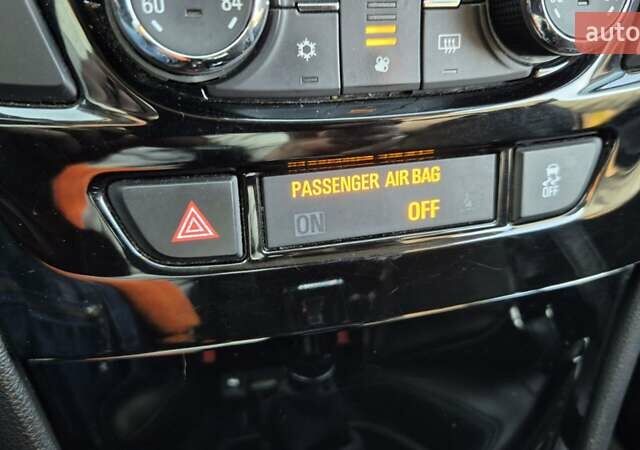 60
84
auto
PASSENGER AIR BAG
ON
OFF
OFF